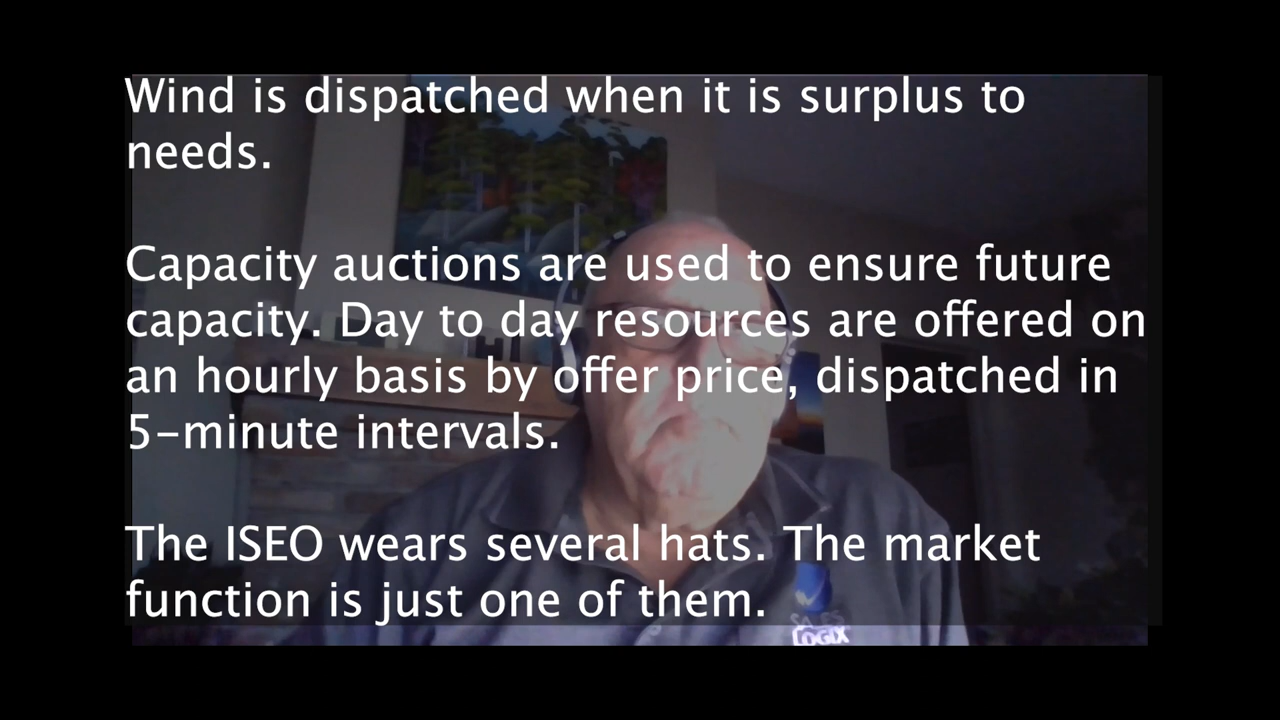 Wind is dispatched when it is surplus to
needs.
Capacity auctions are used to ensure future
capacity. Day to day resources are offered on
an hourly basis by offer price, dispatched in
5-minute intervals.
The ISEO wears several hats. The market
function is just one of them.
LOGIX